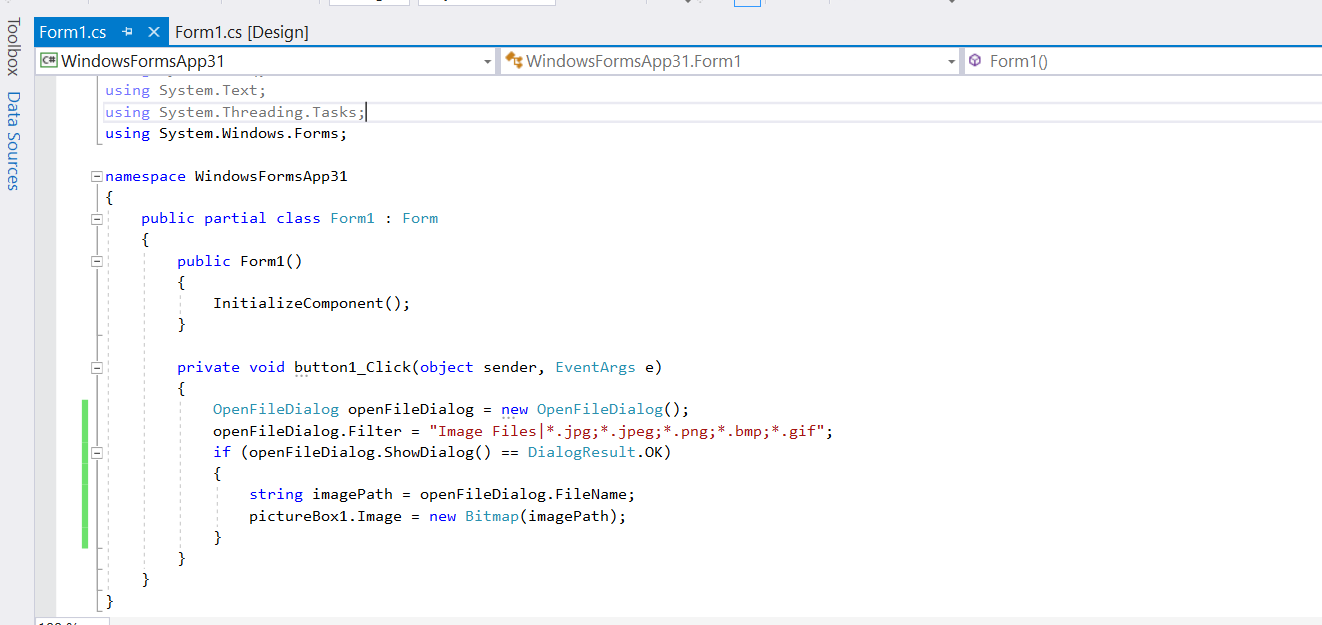 Toolbox
Data Sources
Form1.cs
Form1.cs [Design]
C# WindowsFormsApp31
WindowsFormsApp31.Form1
Form1()
using System.Text;
using System.Threading.Tasks;
using System.Windows.Forms;
namespace WindowsFormsApp31
{
public partial class Form1 : Form
{
public Form1()
{
InitializeComponent();
}
private void button1_Click(object sender, EventArgs e)
{
OpenFileDialog openFileDialog = new OpenFileDialog();
openFileDialog.Filter = "Image Files|*.jpg;*.jpeg;*.png;*.bmp;*.gif";
if (openFileDialog.ShowDialog() == DialogResult.OK)
{
string imagePath = openFileDialog.FileName;
pictureBox1.Image = new Bitmap(imagePath);
}
}
}
}